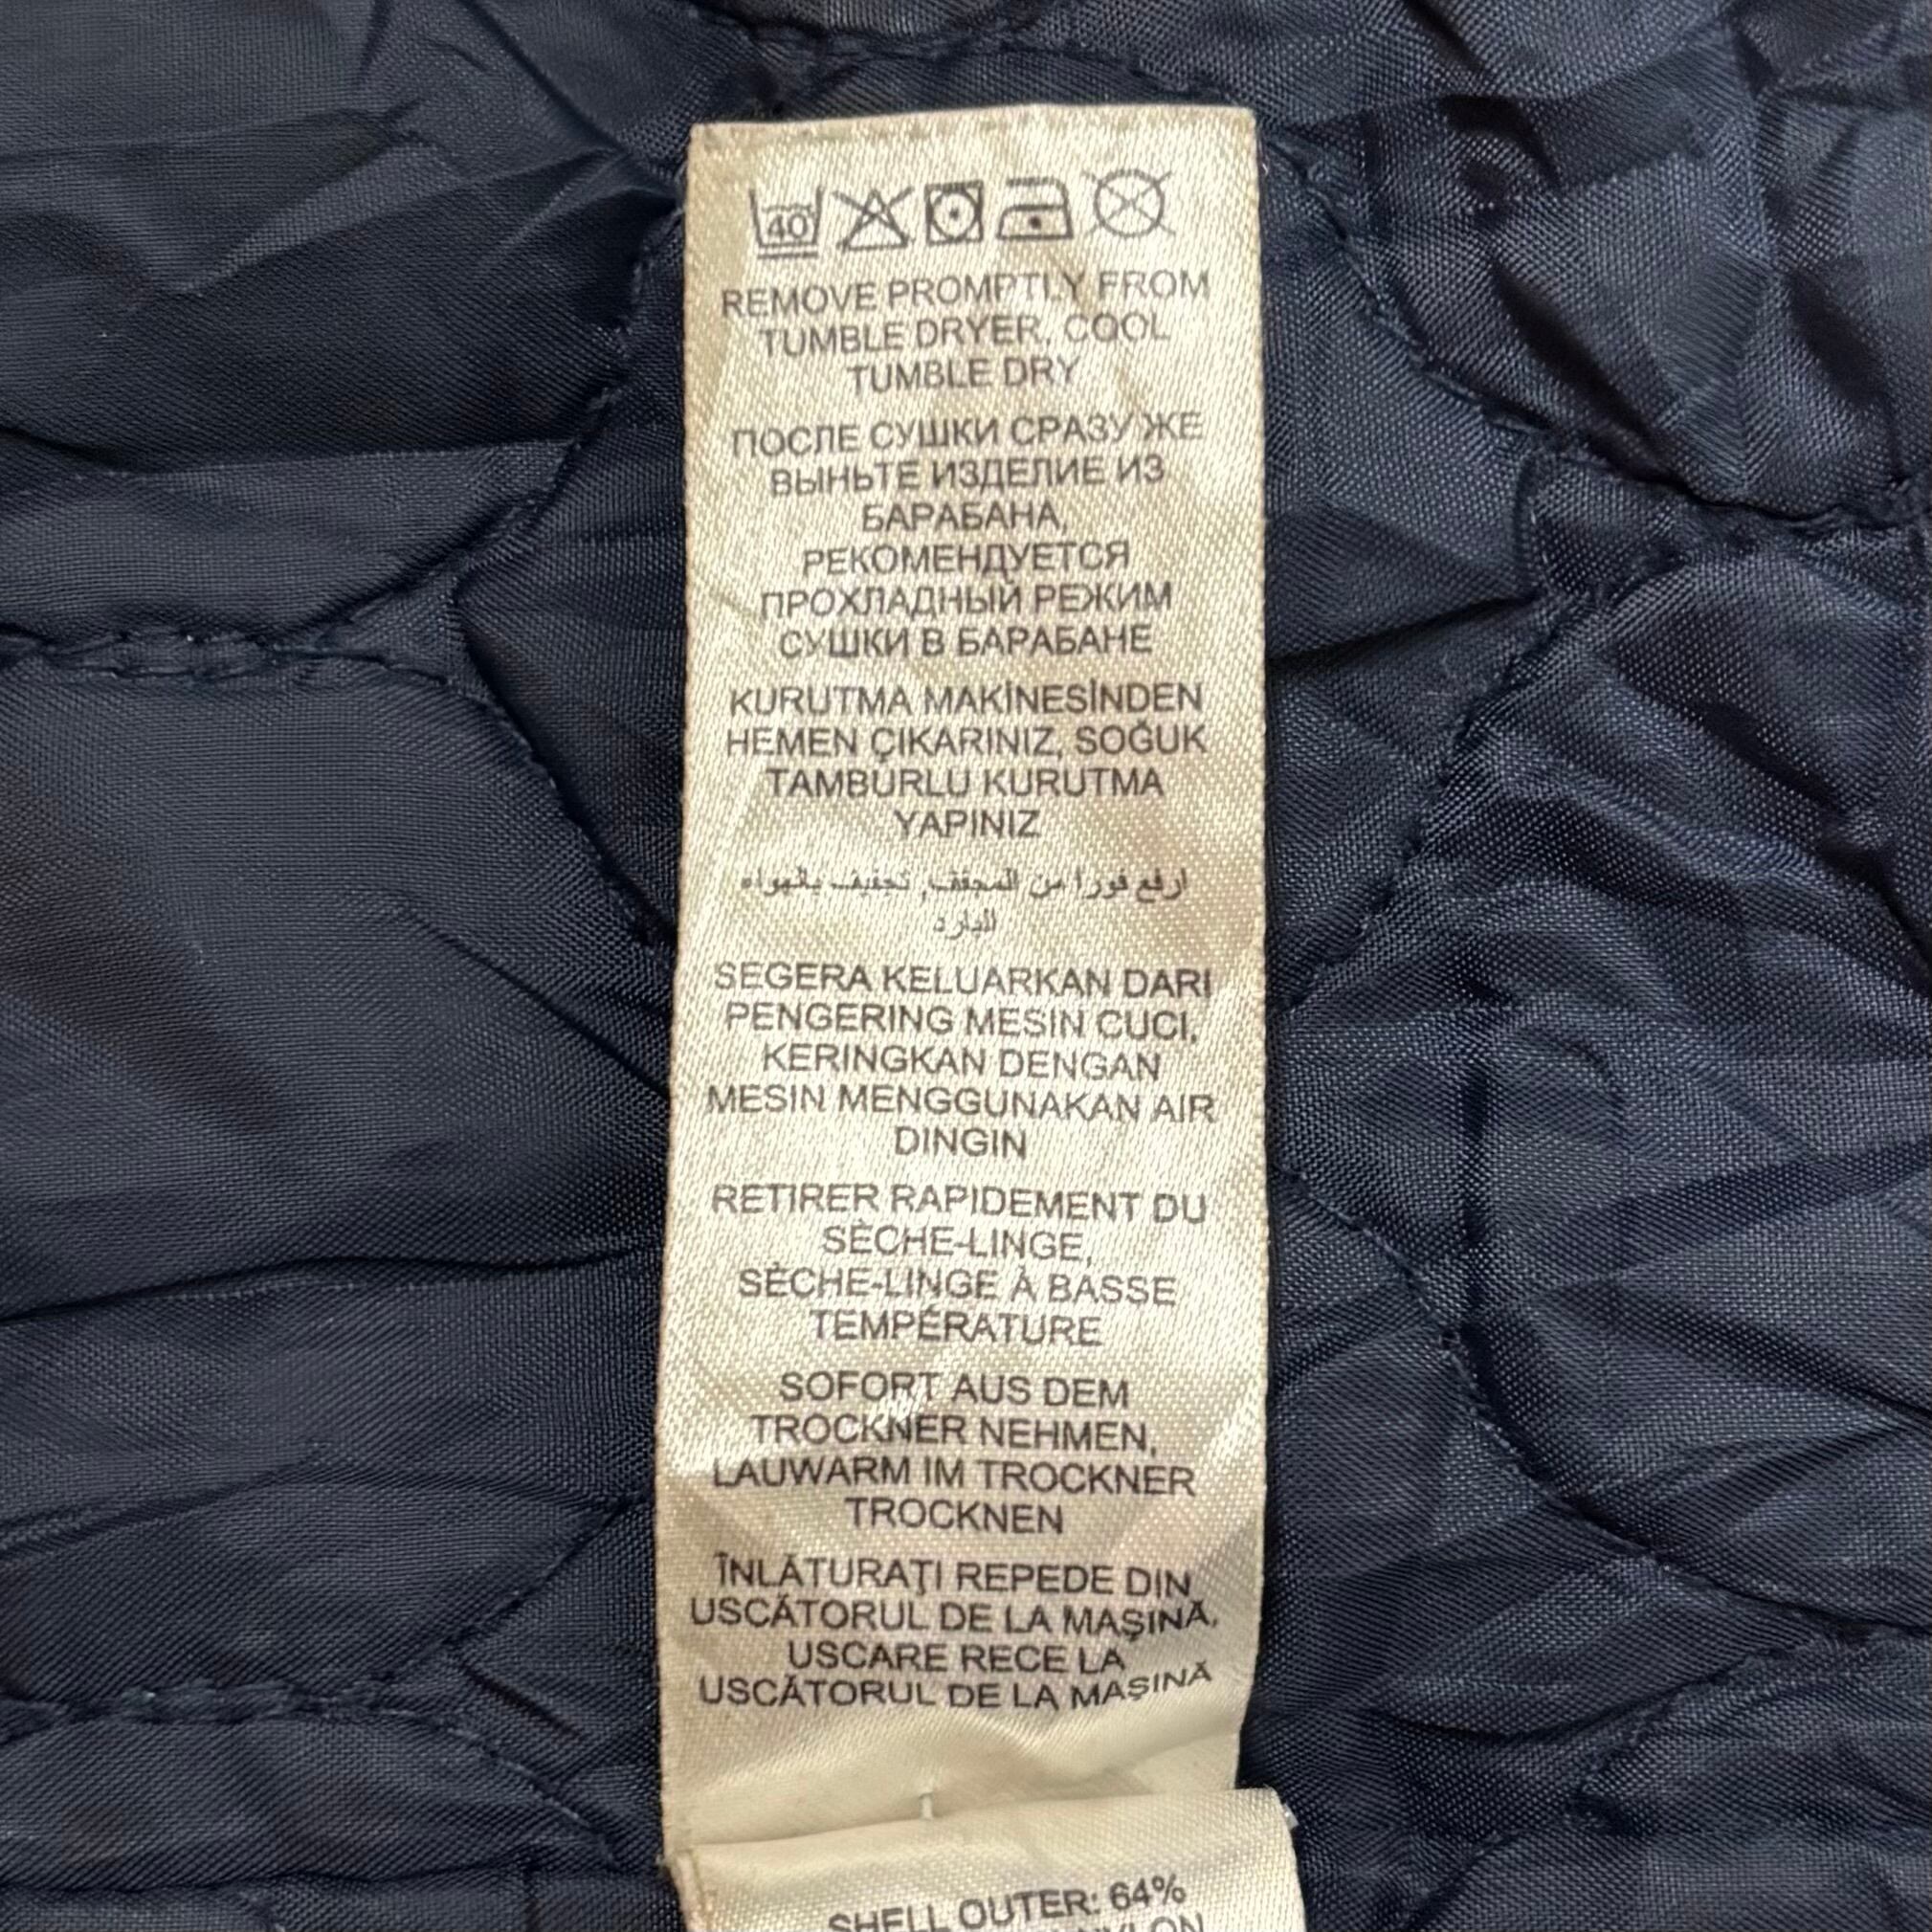 40
REMOVE PROMPTLY FROM
TUMBLE DRYER, COOL
TUMBLE DRY
ПОСЛЕ СУШКИ СРАЗУ ЖЕ
ВЫНЬТЕ ИЗДЕЛИЕ ИЗ
БАРАБАНА,
РЕКОМЕНДУЕТСЯ
ПРОХЛАДНЫЙ РЕЖИМ
СУШКИ В БАРАБАНЕ
KURUTMA MAKİNESİNDEN
HEMEN ÇIKARINIZ, SOĞUK
TAMBURLU KURUTMA
YAPINIZ
ارفع فورا من المجفف, تجفيف بالهواء
البارد
SEGERA KELUARKAN DARI
PENGERING MESIN CUCI,
KERINGKAN DENGAN
MESIN MENGGUNAKAN AIR
DINGIN
RETIRER RAPIDEMENT DU
SÈCHE-LINGE,
SÈCHE-LINGE À BASSE
TEMPÉRATURE
SOFORT AUS DEM
TROCKNER NEHMEN,
LAUWARM IM TROCKNER
TROCKNEN
ÎNLĂTURAŢI REPEDE DIN
USCĂTORUL DE LA MAŞINĂ,
USCARE RECE LA
USCĂTORUL DE LA MAŞINĂ
SHELL OUTER: 64%